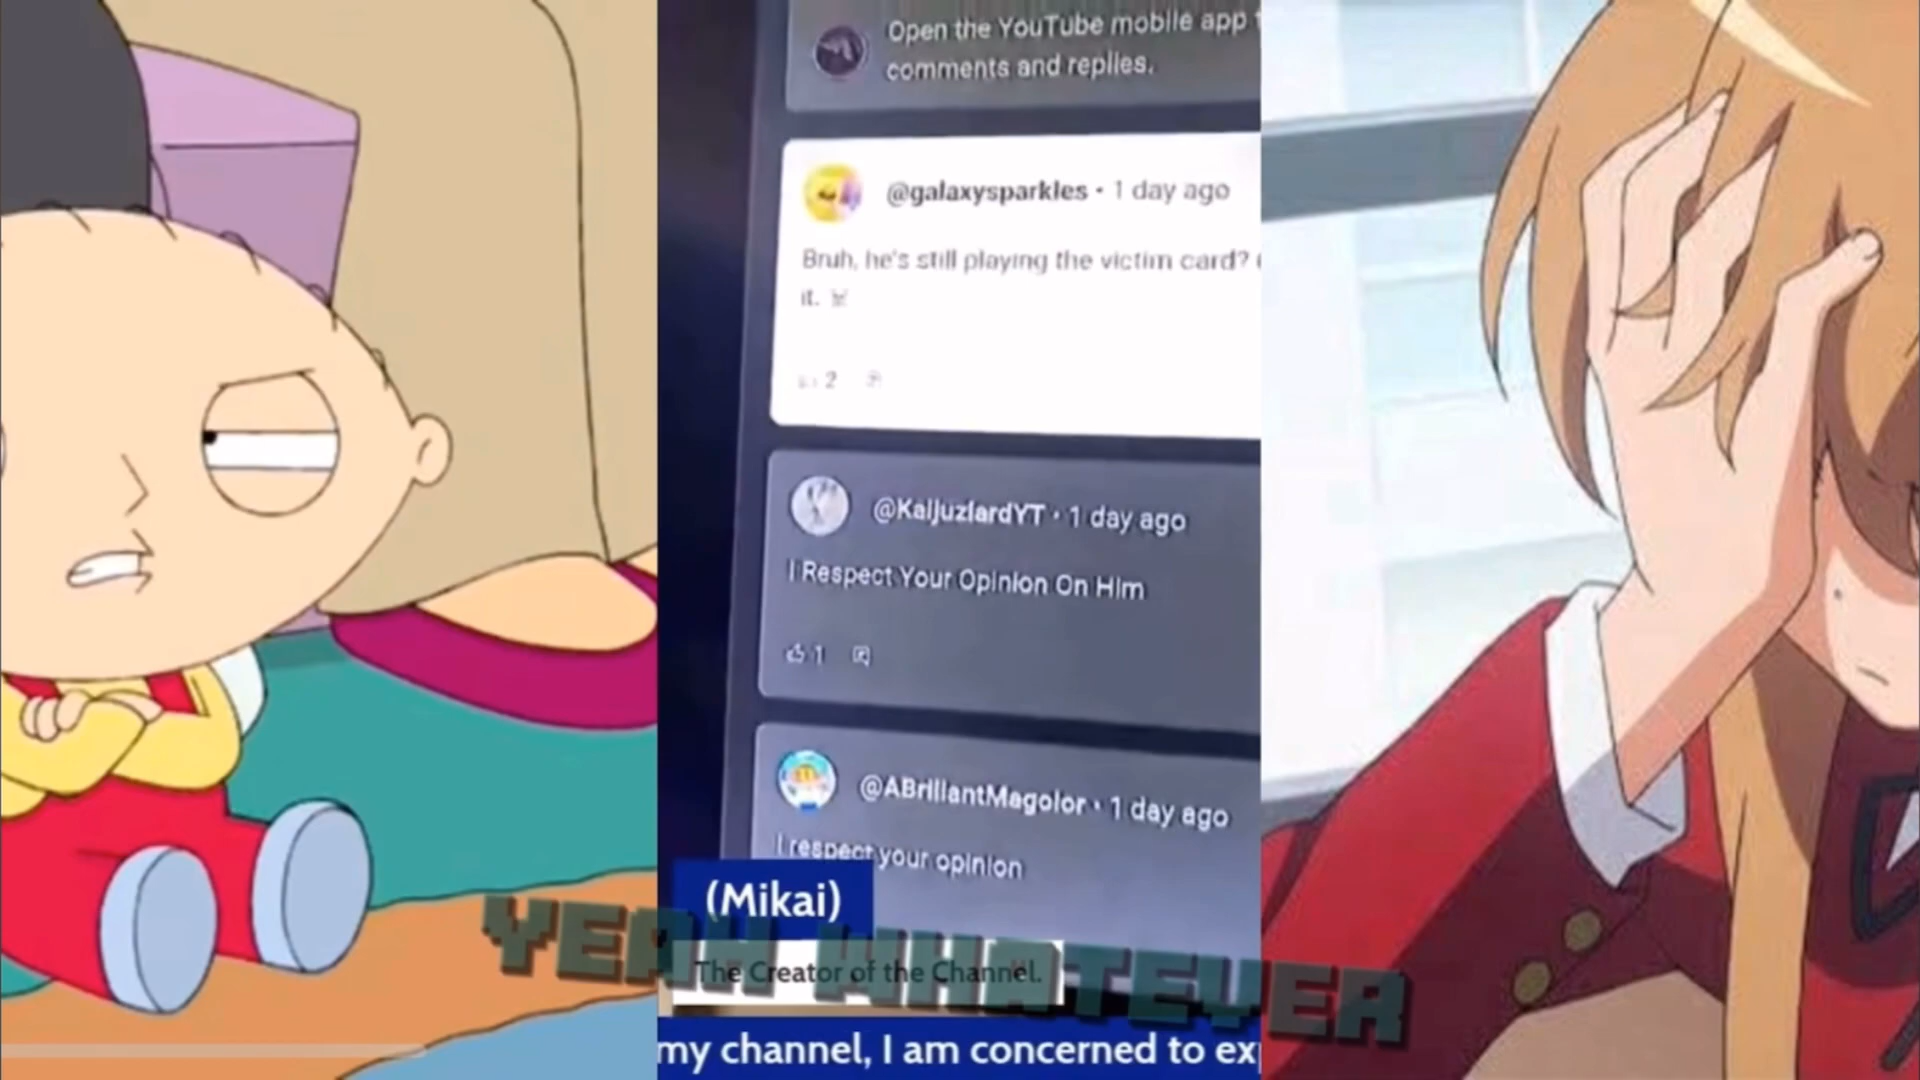 Open the YouTube mobile app
comments and replies.
@galaxysparkles • 1 day ago
Bruh, he's still playing the victim card?
it.
2
@KaijuzlardYT • 1 day ago
I Respect Your Opinion On Him
1
@ABrilliantMagolor • 1 day ago
I respect your opinion
(Mikai)
YEAH WHATEVER
The Creator of the Channel.
my channel, I am concerned to ex